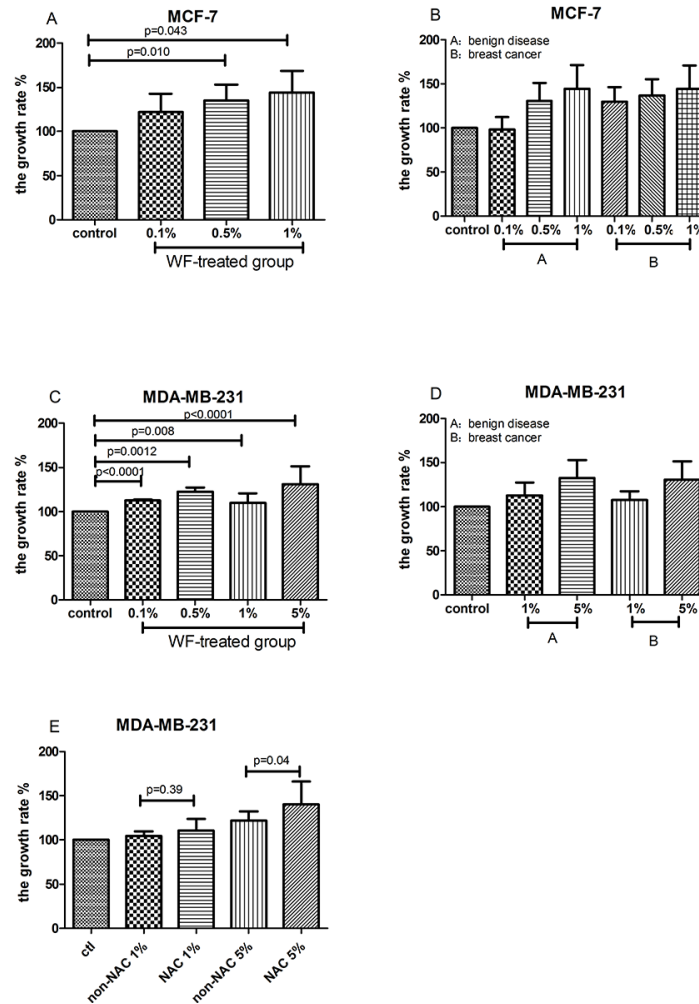 A
MCF-7
p=0.043
p=0.010
the growth rate %
200
150
100
50
0
control 0.1% 0.5% 1%
WF-treated group
B
MCF-7
A: benign disease
B: breast cancer
the growth rate %
200
150
100
50
0
control 0.1% 0.5% 1% 0.1% 0.5% 1%
A B
C
MDA-MB-231
p<0.0001
p=0.008
p=0.0012
p<0.0001
the growth rate %
200
150
100
50
0
control 0.1% 0.5% 1% 5%
WF-treated group
D
MDA-MB-231
A: benign disease
B: breast cancer
the growth rate %
200
150
100
50
0
control 1% 5% 1% 5%
A B
E
MDA-MB-231
p=0.04
p=0.39
the growth rate %
200
150
100
50
0
ctl non-NAC 1% NAC 1% non-NAC 5% NAC 5%